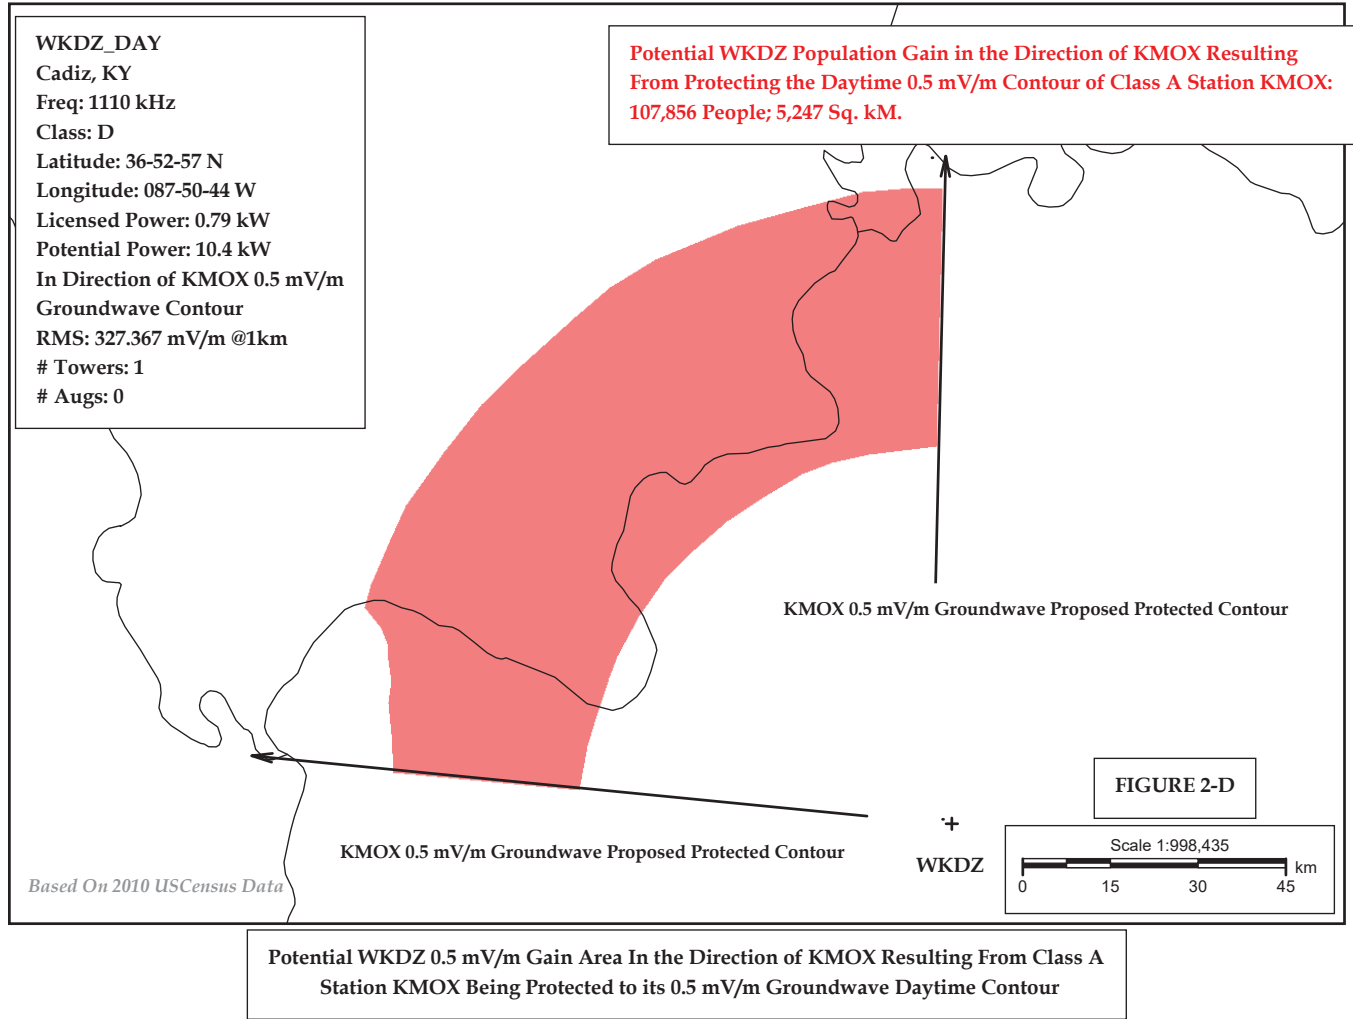 WKDZ_DAY
Cadiz, KY
Freq: 1110 kHz
Class: D
Latitude: 36-52-57 N
Longitude: 087-50-44 W
Licensed Power: 0.79 kW
Potential Power: 10.4 kW
In Direction of KMOX 0.5 mV/m
Groundwave Contour
RMS: 327.367 mV/m @1km
# Towers: 1
# Augs: 0
Potential WKDZ Population Gain in the Direction of KMOX Resulting
From Protecting the Daytime 0.5 mV/m Contour of Class A Station KMOX:
107,856 People; 5,247 Sq. kM.
KMOX 0.5 mV/m Groundwave Proposed Protected Contour
KMOX 0.5 mV/m Groundwave Proposed Protected Contour
WKDZ
FIGURE 2-D
Scale 1:998,435
km
0 15 30 45
Based On 2010 USCensus Data
Potential WKDZ 0.5 mV/m Gain Area In the Direction of KMOX Resulting From Class A
Station KMOX Being Protected to its 0.5 mV/m Groundwave Daytime Contour